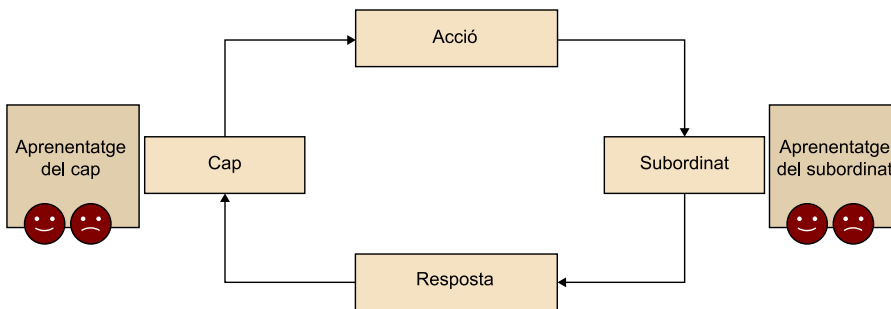 Acció
Aprenentatge
del cap
Cap
Subordinat
Aprenentatge
del subordinat
Resposta